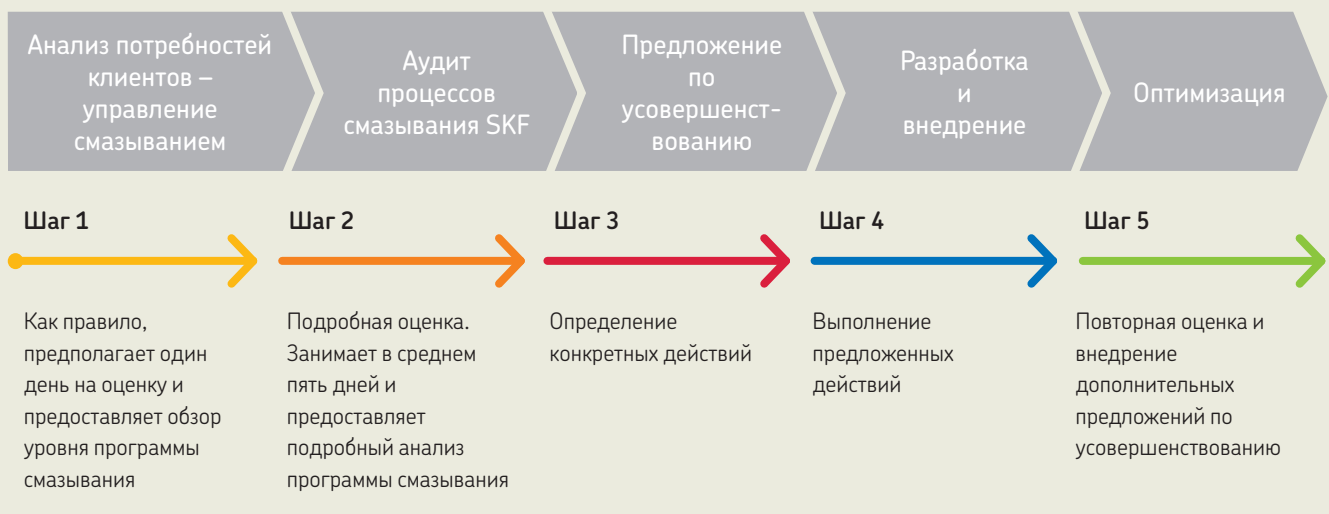 Анализ потребностей
клиентов –
управление
смазыванием
Аудит
процессов
смазывания SKF
Предложение
по
усовершенст-
вованию
Разработка
и
внедрение
Оптимизация
Шаг 1
Шаг 2
Шаг 3
Шаг 4
Шаг 5
Как правило,
предполагает один
день на оценку и
предоставляет обзор
уровня программы
смазывания
Подробная оценка.
Занимает в среднем
пять дней и
предоставляет
подробный анализ
программы смазывания
Определение
конкретных действий
Выполнение
предложенных
действий
Повторная оценка и
внедрение
дополнительных
предложений по
усовершенствованию